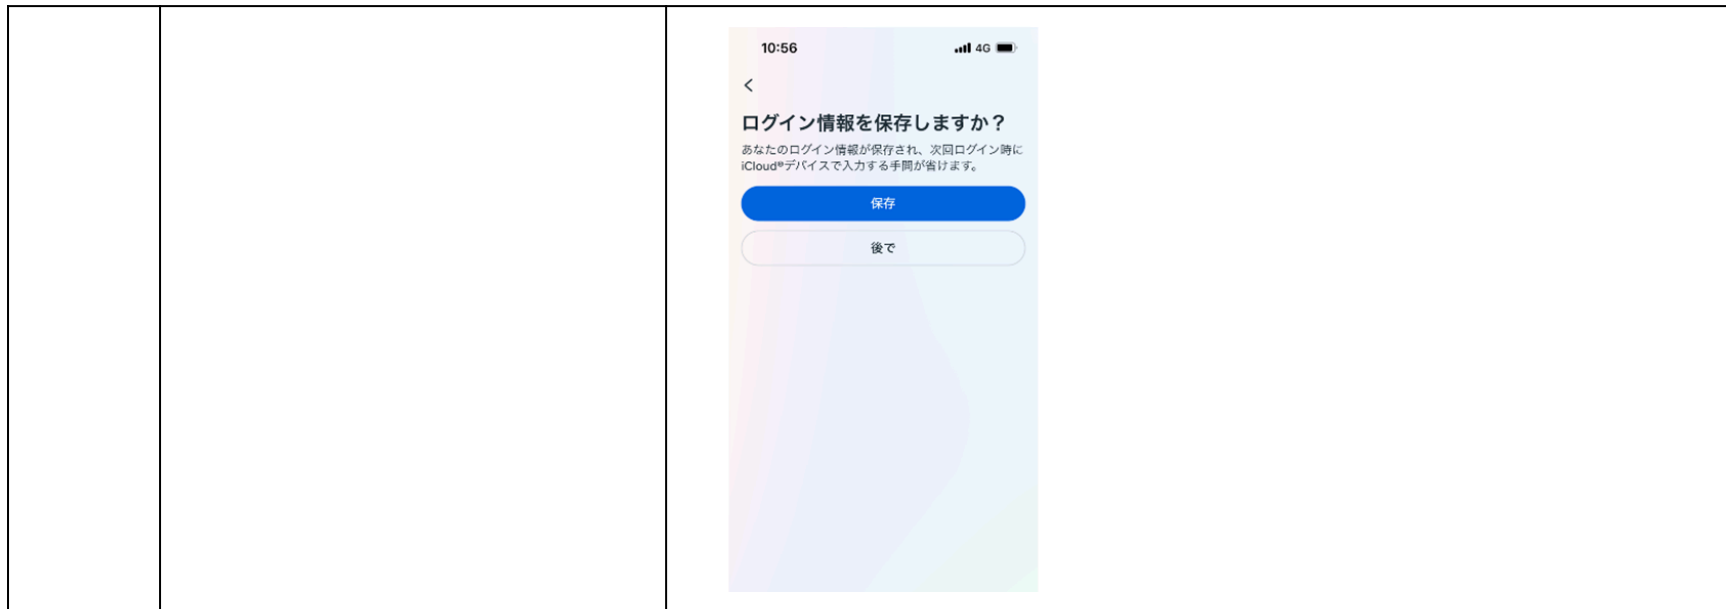 10:56 4G
ログイン情報を保存しますか？
あなたのログイン情報が保存され、次回ログイン時に
iCloud®デバイスで入力する手間が省けます。
保存
後で